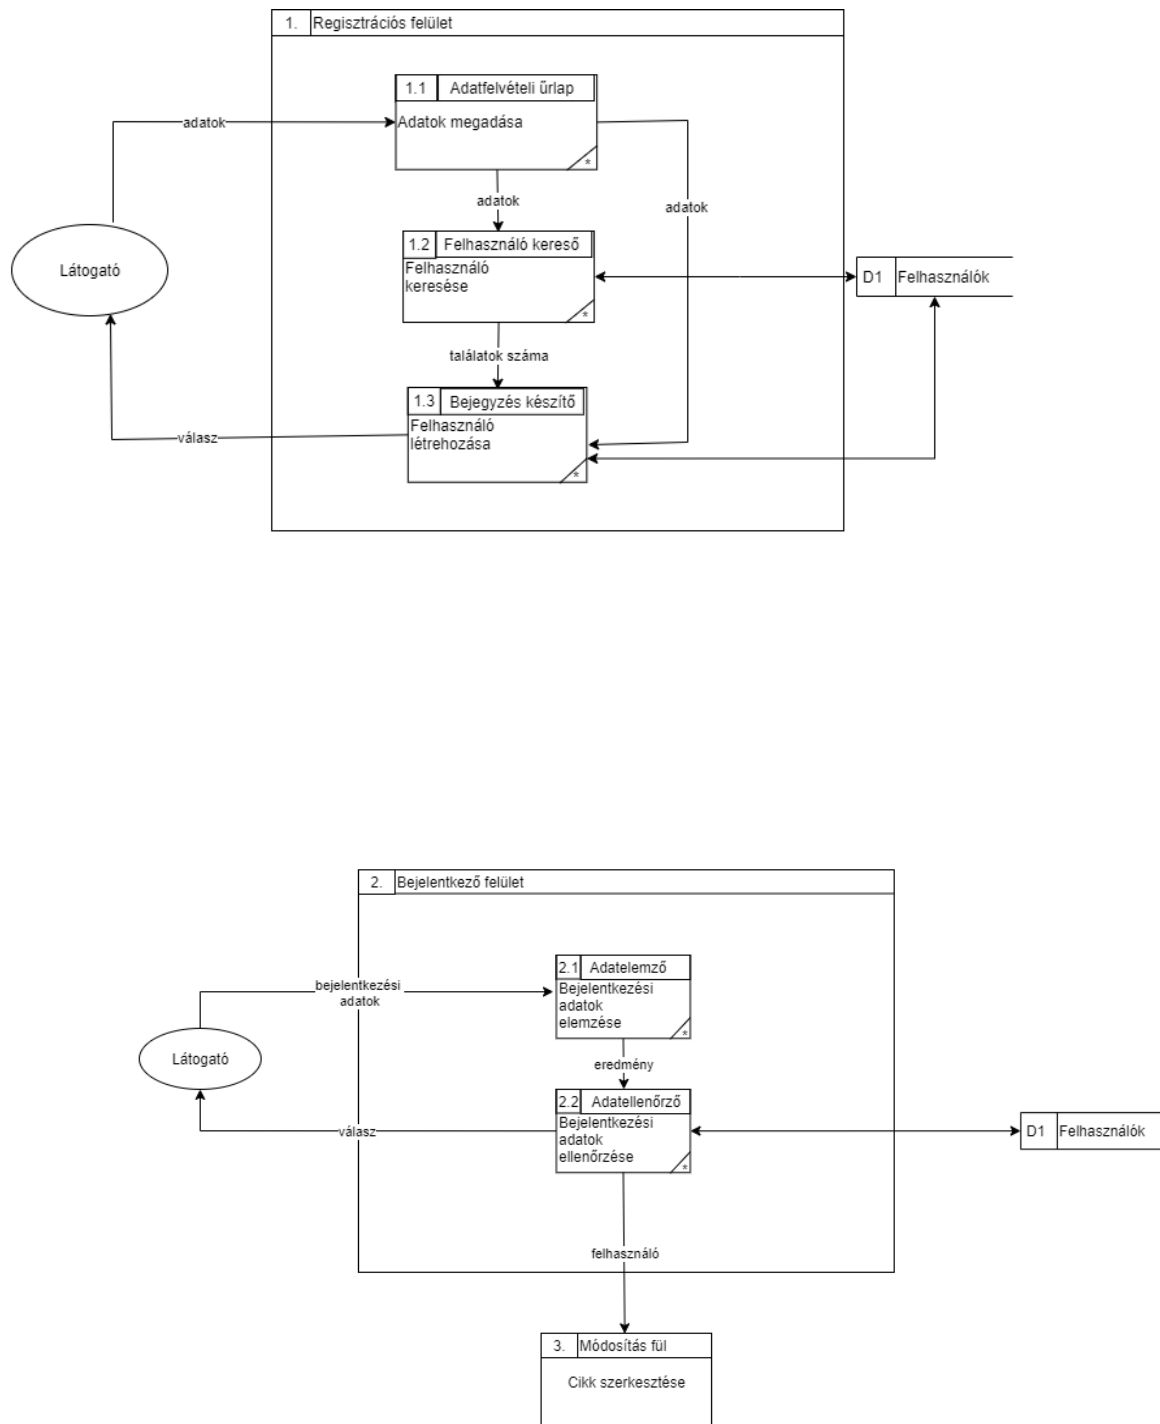 1. Regisztrációs felület
1.1 Adatfelvételi űrlap
adatok
Adatok megadása
*
adatok
adatok
1.2 Felhasználó kereső
Felhasználó
keresése
*
Látogató
D1 Felhasználók
találatok száma
1.3 Bejegyzés készítő
Felhasználó
létrehozása
*
válasz
2. Bejelentkező felület
2.1 Adatelemző
bejelentkezési
adatok
Bejelentkezési
adatok
elemzése
*
Látogató
eredmény
2.2 Adatellenőrző
Bejelentkezési
adatok
ellenőrzése
*
válasz
D1 Felhasználók
felhasználó
3. Módosítás fül
Cikk szerkesztése